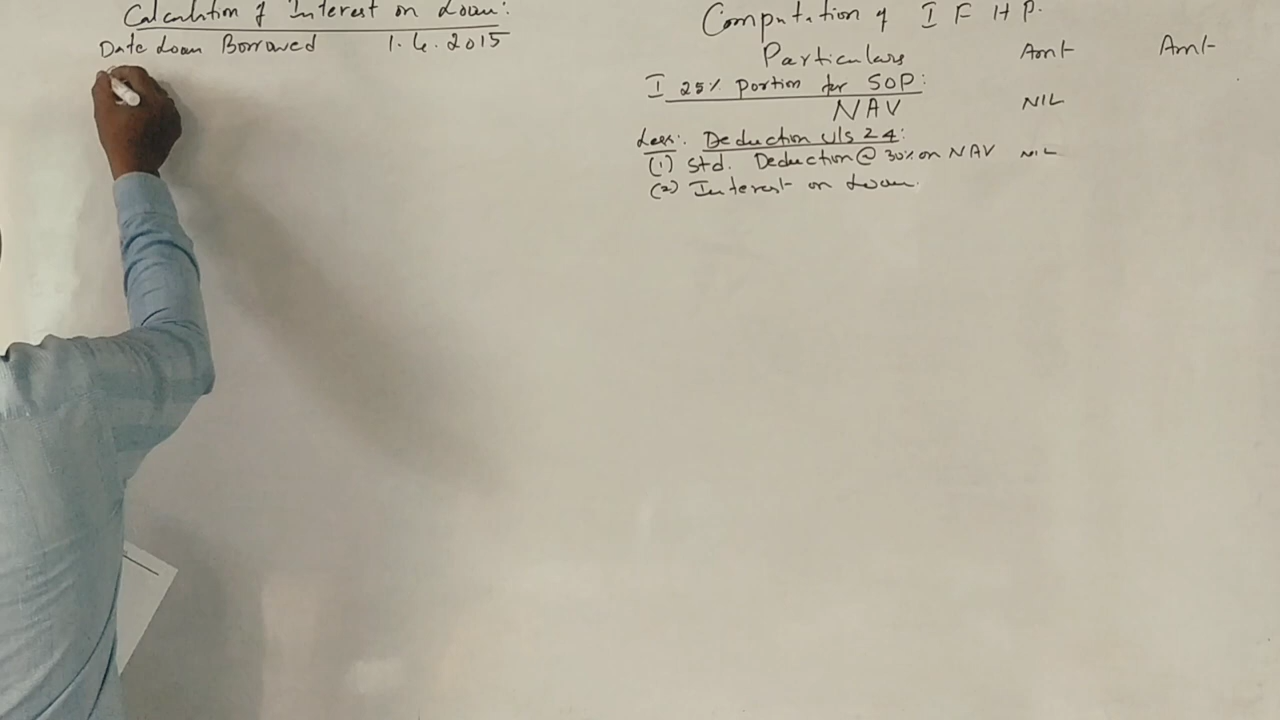 Calculation of Interest on Loan:
Date Loan Borrowed 1.4.2015
Computation of I F H P.
Particulars Amt Amt
I 25% Portion for SOP:
NAV NIL
Less: Deduction u/s 24:
(1) Std. Deduction @ 30% on NAV NIL
(2) Interest on Loan.